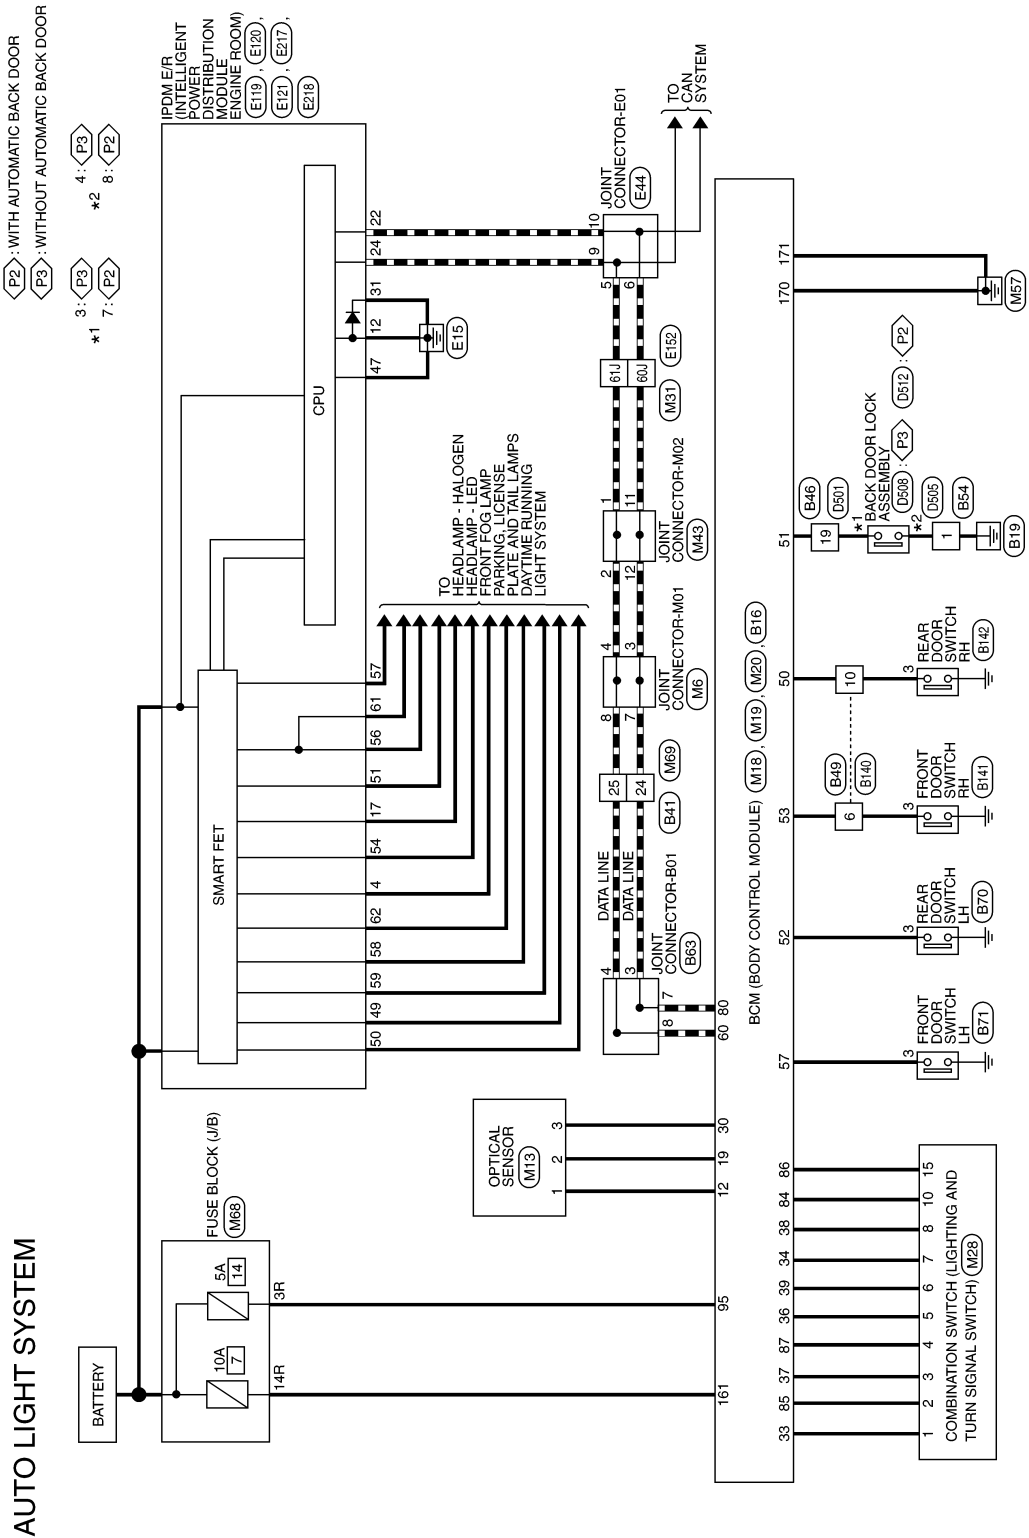 AUTO LIGHT SYSTEM
P2 : WITH AUTOMATIC BACK DOOR
P3 : WITHOUT AUTOMATIC BACK DOOR
*1
3: P3
7: P2
*2
4: P3
8: P2
BATTERY
FUSE BLOCK (J/B)
M68
10A
7
5A
14
14R
3R
IPDM E/R
(INTELLIGENT
POWER
DISTRIBUTION
MODULE
ENGINE ROOM)
E119 , E120 ,
E121 , E217 ,
E218
SMART FET
CPU
50
49
59
58
62
4
54
17
51
56
61
57
47
12
31
24
22
E15
TO
HEADLAMP - HALOGEN
HEADLAMP - LED
FRONT FOG LAMP
PARKING, LICENSE
PLATE AND TAIL LAMPS
DAYTIME RUNNING
LIGHT SYSTEM
OPTICAL
SENSOR
M13
1
2
3
4
3
8
7
JOINT
CONNECTOR-B01
B63
DATA LINE
DATA LINE
25
24
B41
M69
8
7
4
3
JOINT
CONNECTOR-M01
M6
2
12
1
11
JOINT
CONNECTOR-M02
M43
61J
60J
M31
E152
5
6
9
10
JOINT
CONNECTOR-E01
E44
TO
CAN
SYSTEM
161
95
12
19
30
60
80
BCM (BODY CONTROL MODULE) M18 , M19 , M20 , B16
33
85
37
87
36
39
34
38
84
86
57
52
53
50
51
170
171
1
2
3
4
5
6
7
8
10
15
COMBINATION SWITCH (LIGHTING AND
TURN SIGNAL SWITCH) M28
3
FRONT
DOOR
SWITCH
LH
B71
3
REAR
DOOR
SWITCH
LH
B70
6
B49
B140
3
FRONT
DOOR
SWITCH
RH
B141
10
3
REAR
DOOR
SWITCH
RH
B142
19
B46
D501
*1
*2
BACK DOOR LOCK
ASSEMBLY
D508 : P3
D512 : P2
1
D505
B54
B19
M57